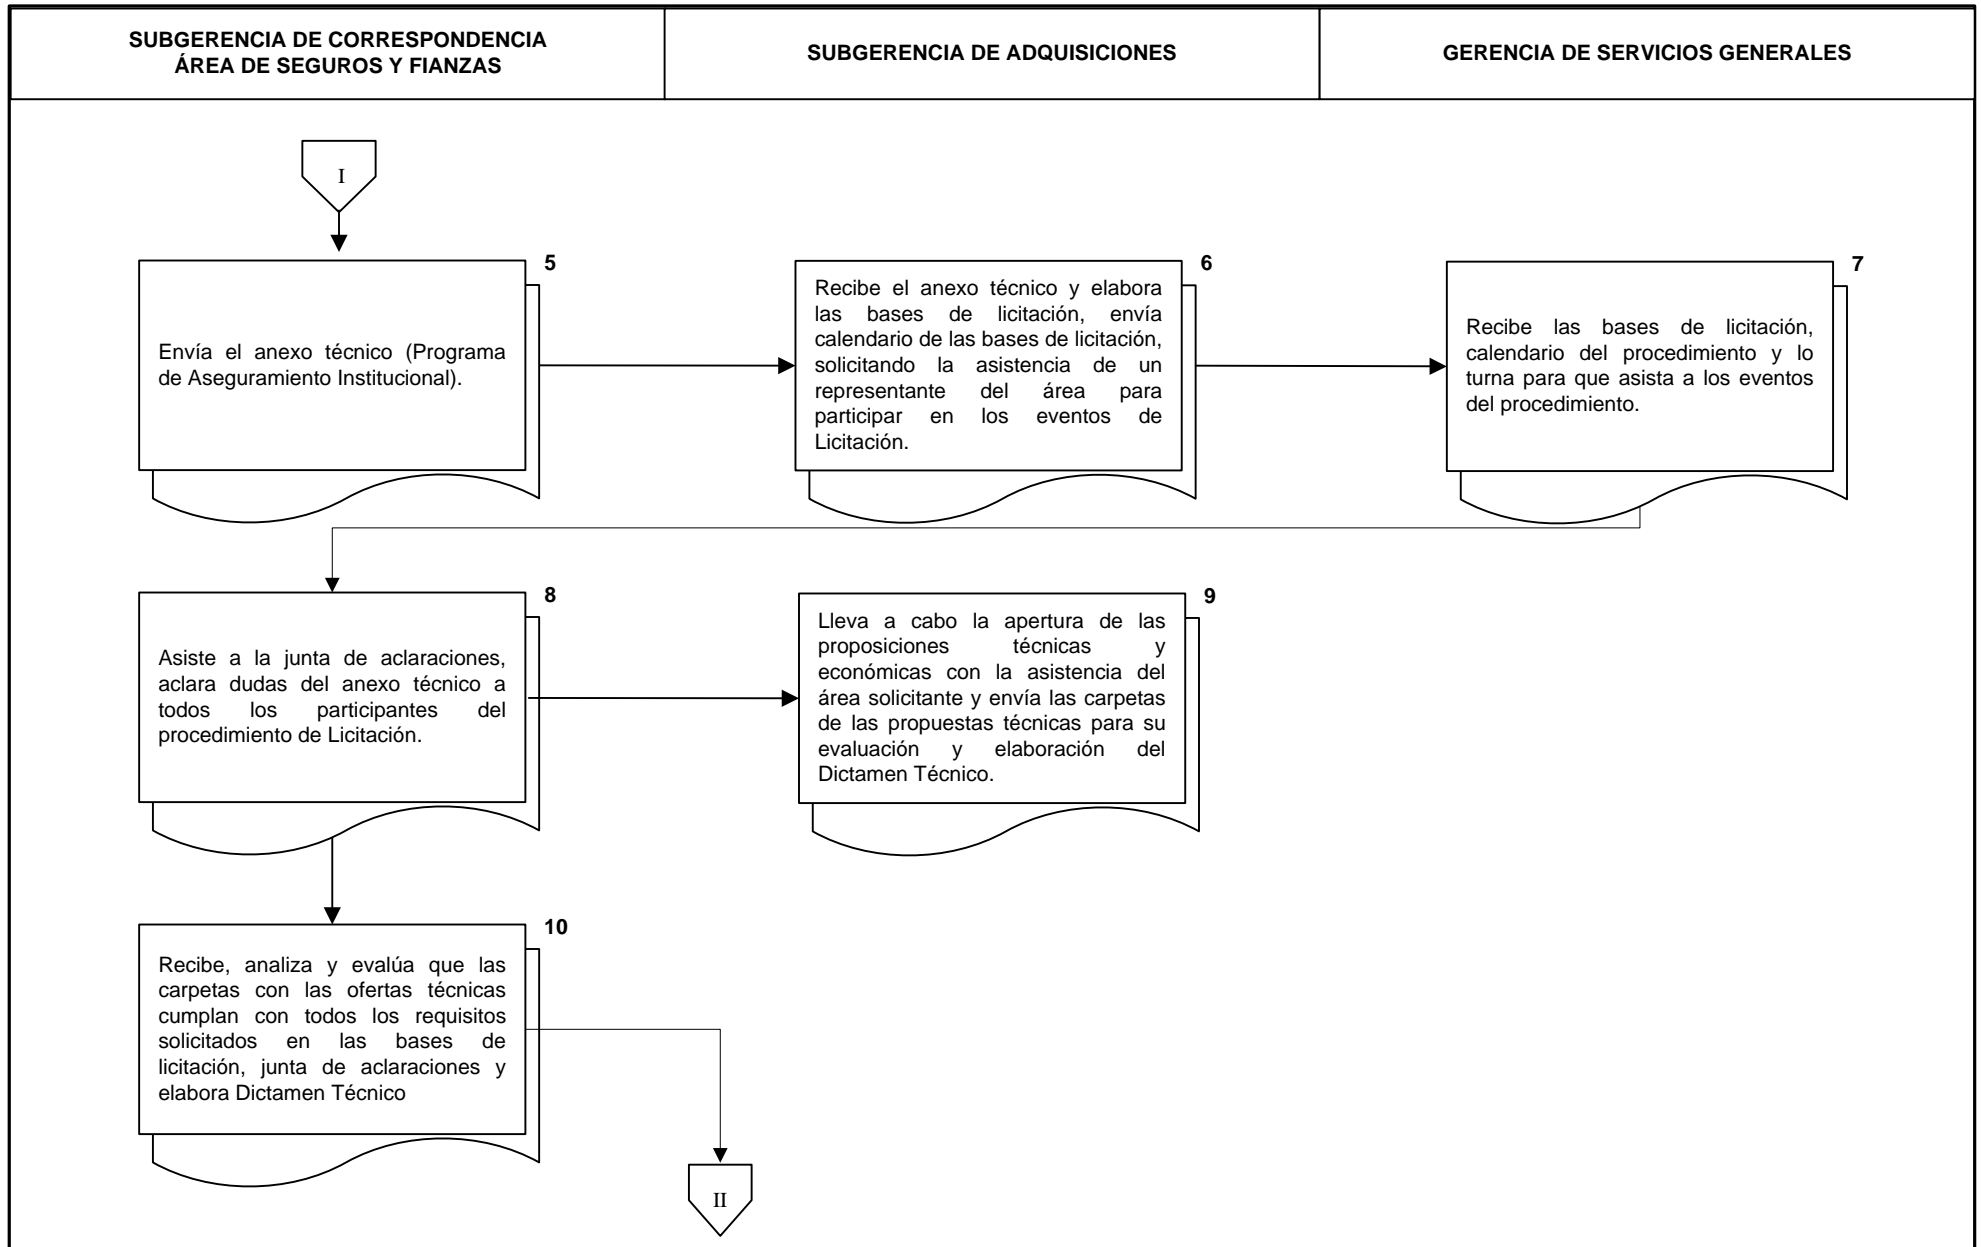 SUBGERENCIA DE CORRESPONDENCIA
ÁREA DE SEGUROS Y FIANZAS
SUBGERENCIA DE ADQUISICIONES
GERENCIA DE SERVICIOS GENERALES
I
5
Envía el anexo técnico (Programa
de Aseguramiento Institucional).
6
Recibe el anexo técnico y elabora
las bases de licitación, envía
calendario de las bases de licitación,
solicitando la asistencia de un
representante del área para
participar en los eventos de
Licitación.
7
Recibe las bases de licitación,
calendario del procedimiento y lo
turna para que asista a los eventos
del procedimiento.
8
Asiste a la junta de aclaraciones,
aclara dudas del anexo técnico a
todos los participantes del
procedimiento de Licitación.
9
Lleva a cabo la apertura de las
proposiciones técnicas y
económicas con la asistencia del
área solicitante y envía las carpetas
de las propuestas técnicas para su
evaluación y elaboración del
Dictamen Técnico.
10
Recibe, analiza y evalúa que las
carpetas con las ofertas técnicas
cumplan con todos los requisitos
solicitados en las bases de
licitación, junta de aclaraciones y
elabora Dictamen Técnico
II